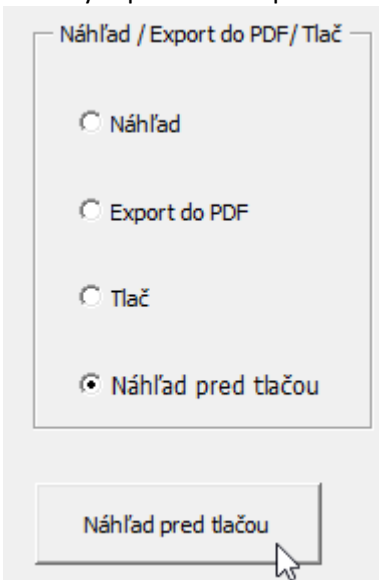 Náhľad / Export do PDF/ Tlač
Náhľad
Export do PDF
Tlač
Náhľad pred tlačou
Náhľad pred tlačou